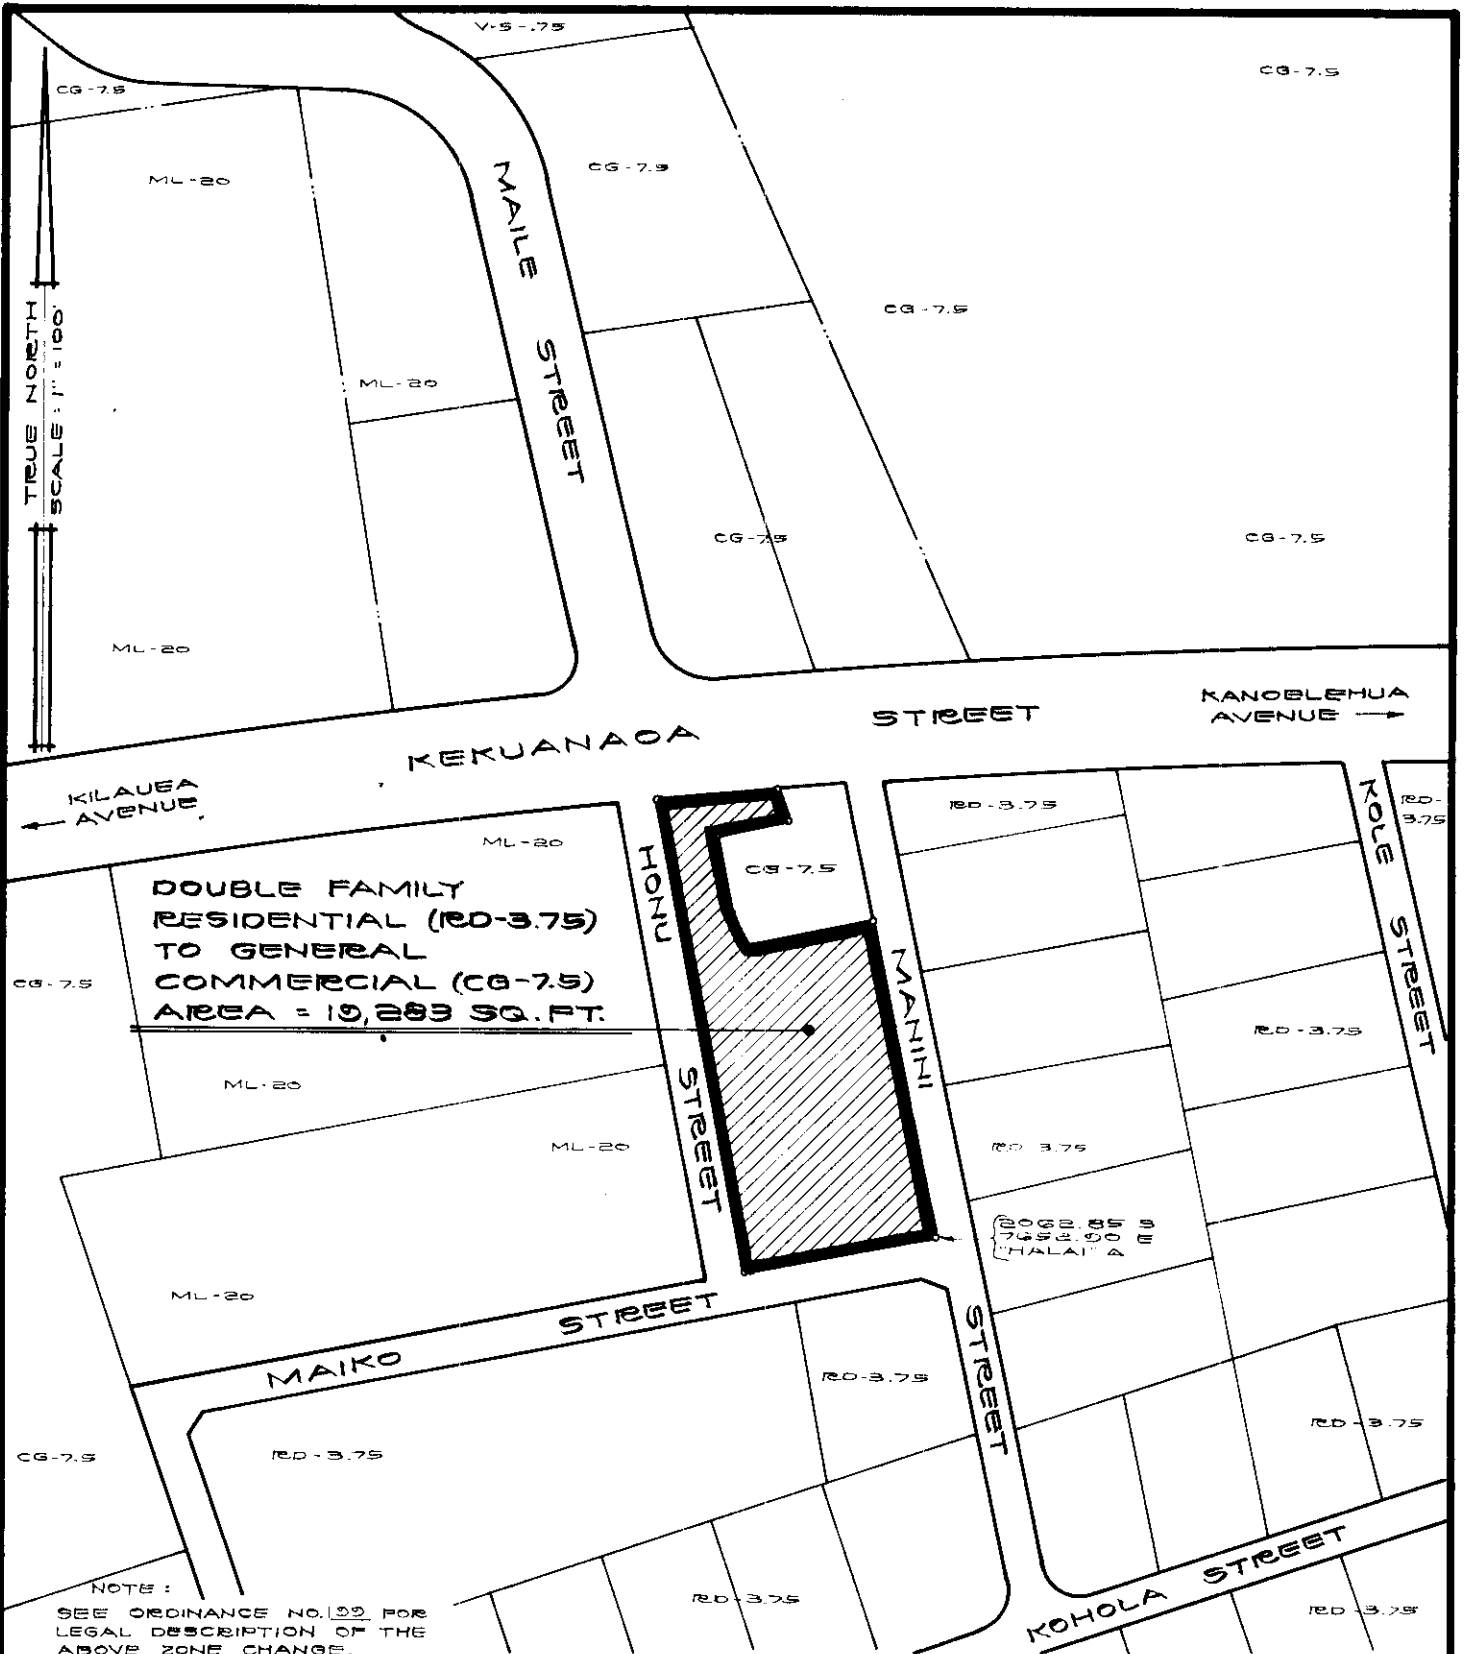 V-S-.75
CG-7.5
CG-7.5
ML-20
CG-7.5
MAILE STREET
CG-7.5
TRUE NORTH
SCALE: 1" = 100'
ML-20
CG-7.5
CG-7.5
ML-20
KEKUANAOA STREET
KANOELEHUA
AVENUE
KILAUEA
AVENUE
ML-20
HONU STREET
RD-3.75
KOLE STREET
RD-
3.75
CG-7.5
DOUBLE FAMILY
RESIDENTIAL (RD-3.75)
TO GENERAL
COMMERCIAL (CG-7.5)
AREA = 19,283 SQ. FT.
CG-7.5
MANINI STREET
RD-3.75
ML-20
ML-20
RD 3.75
2062.85 S
7652.90 E
"HALAI" Δ
ML-20
MAIKO STREET
RD-3.75
CG-7.5
RD-3.75
RD-3.75
NOTE:
SEE ORDINANCE NO. 199 FOR
LEGAL DESCRIPTION OF THE
ABOVE ZONE CHANGE.
RD-3.75
KOHOLA STREET
RD-3.75